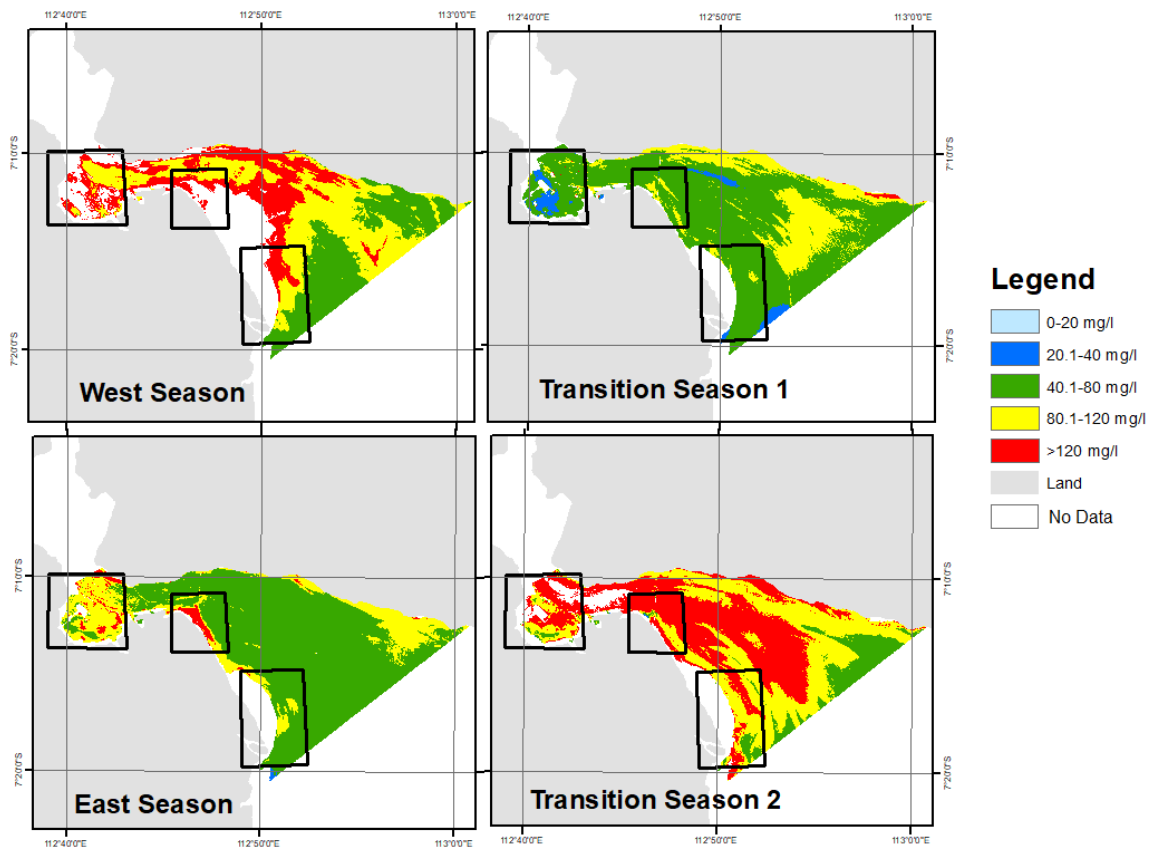 112°40'0"E 112°50'0"E 113°0'0"E 112°40'0"E 112°50'0"E 113°0'0"E
7°10'0"S 7°10'0"S
7°20'0"S 7°20'0"S
West Season Transition Season 1
Legend
0-20 mg/l
20.1-40 mg/l
40.1-80 mg/l
80.1-120 mg/l
>120 mg/l
Land
No Data
7°10'0"S 7°10'0"S
7°20'0"S 7°20'0"S
East Season Transition Season 2
112°40'0"E 112°50'0"E 113°0'0"E 112°40'0"E 112°50'0"E 113°0'0"E